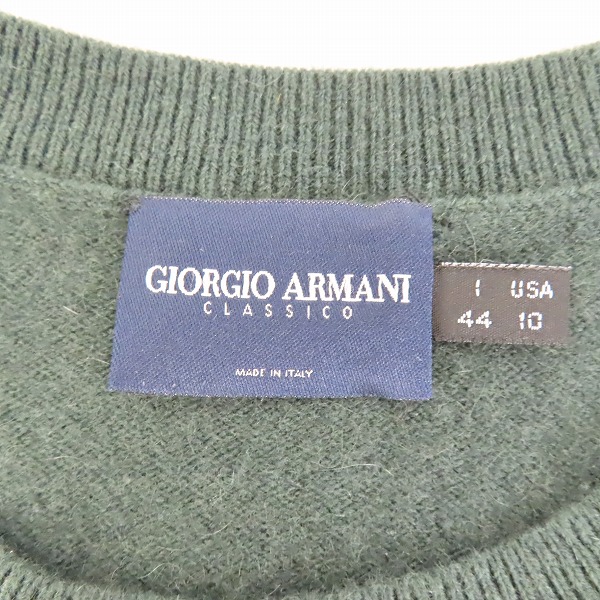 GIORGIO ARMANI
CLASSICO
MADE IN ITALY
I USA
44 10